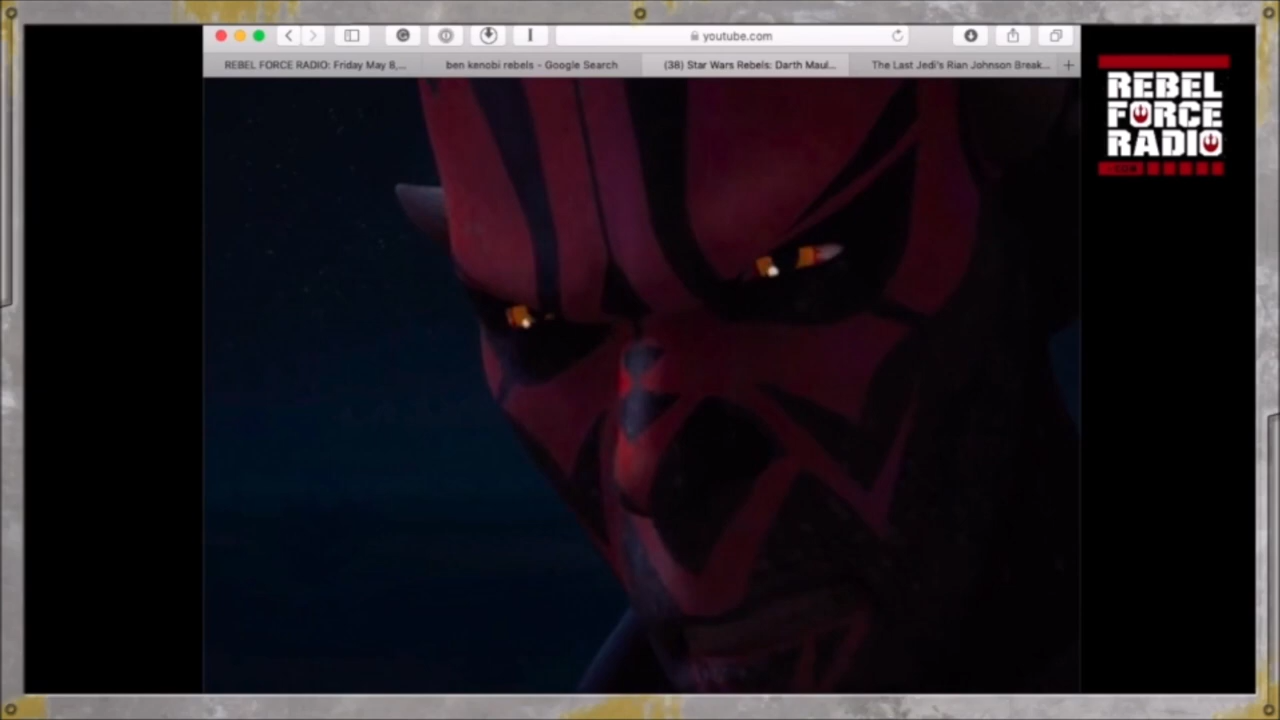 youtube.com
REBEL FORCE RADIO: Friday May 8,...
ben kenobi rebels - Google Search
(38) Star Wars Rebels: Darth Maul...
The Last Jedi's Rian Johnson Break...
REBEL
FORCE
RADIO